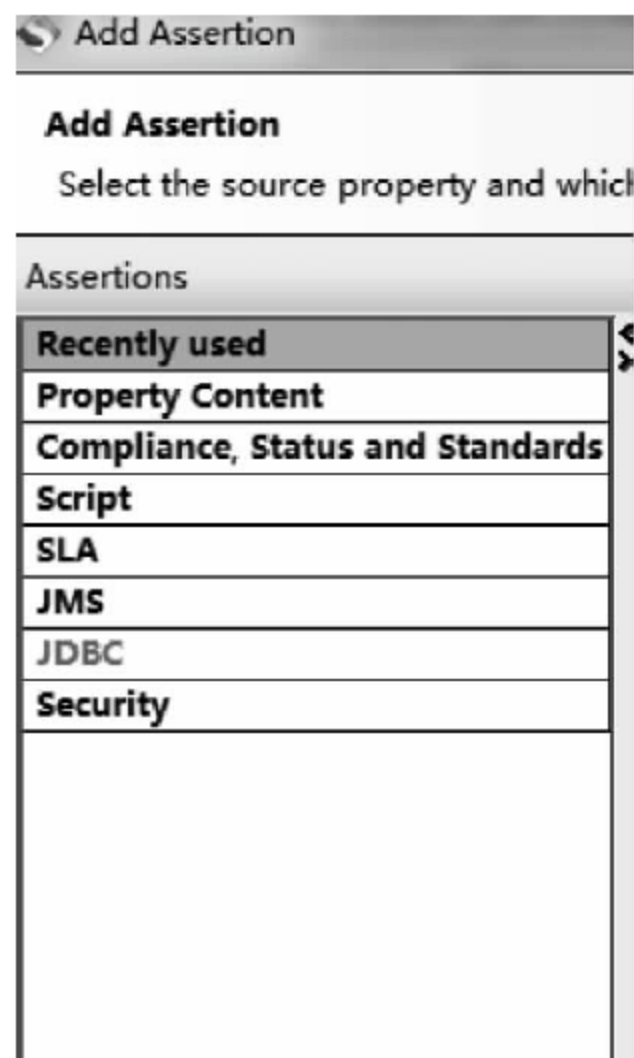 Add Assertion
Add Assertion
Select the source property and which
Assertions
Recently used
Property Content
Compliance, Status and Standards
Script
SLA
JMS
JDBC
Security